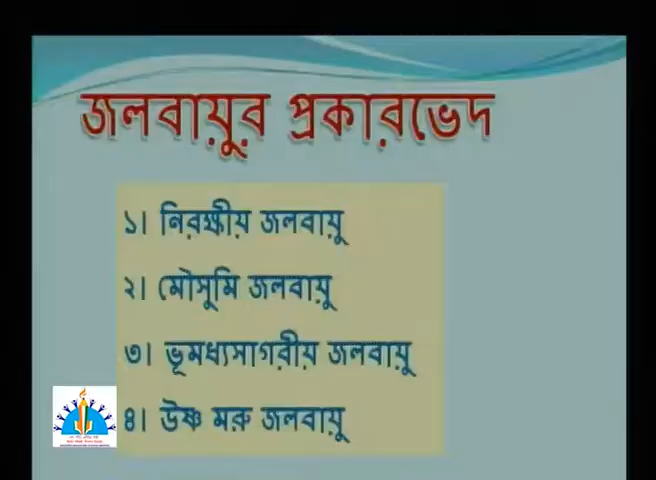 জলবায়ুর প্রকারভেদ
১। নিরক্ষীয় জলবায়ু
২। মৌসুমি জলবায়ু
৩। ভূমধ্যসাগরীয় জলবায়ু
৪। উষ্ণ মরু জলবায়ু